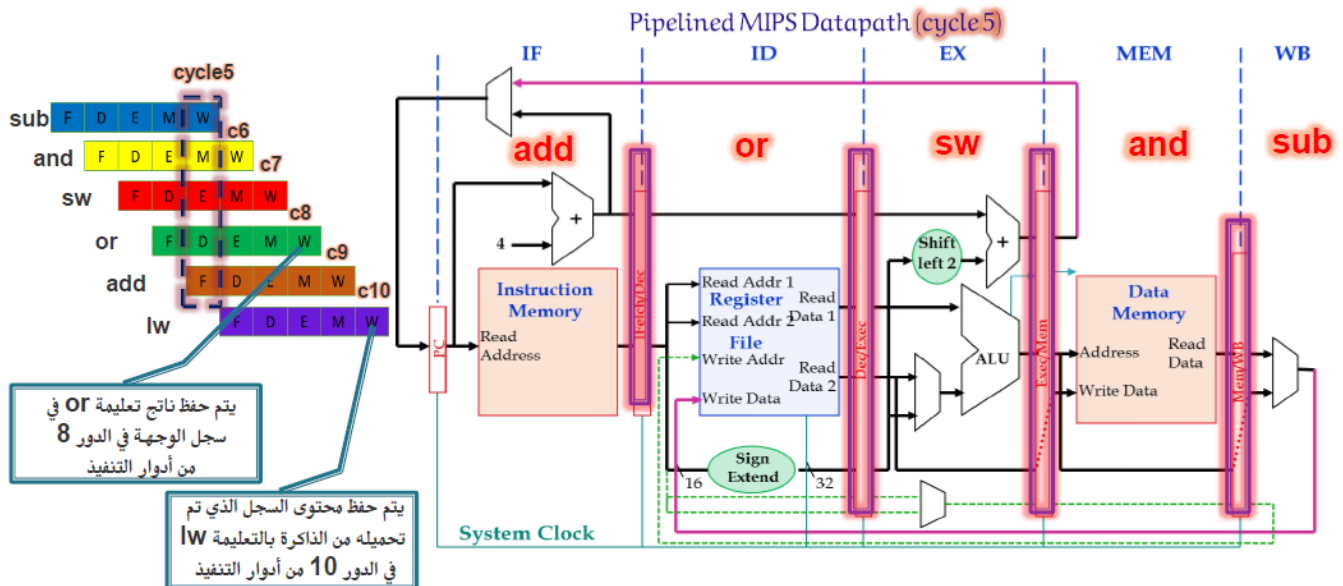 Pipelined MIPS Datapath (cycle 5)
IF ID EX MEM WB
cycle5
sub F D E M W
c6
and F D E M W
c7
sw F D E M W
c8
or F D E M W
c9
add F D E M W
c10
lw F D E M W
add or sw and sub
+
4
Shift
left 2
+
Instruction
Memory
Read
Address
PC
IFetch/Dec
Read Addr 1
Register
Read Addr 2
File
Write Addr
Write Data
Read
Data 1
Read
Data 2
Dec/Exec
ALU
Exec/Mem
Data
Memory
Address
Read
Data
Write Data
Mem/WB
Sign
Extend
16
32
System Clock
يتم حفظ ناتج تعليمة or في
سجل الوجهة في الدور 8
من أدوار التنفيذ
يتم حفظ محتوى السجل الذي تم
تحميله من الذاكرة بالتعليمة lw
في الدور 10 من أدوار التنفيذ